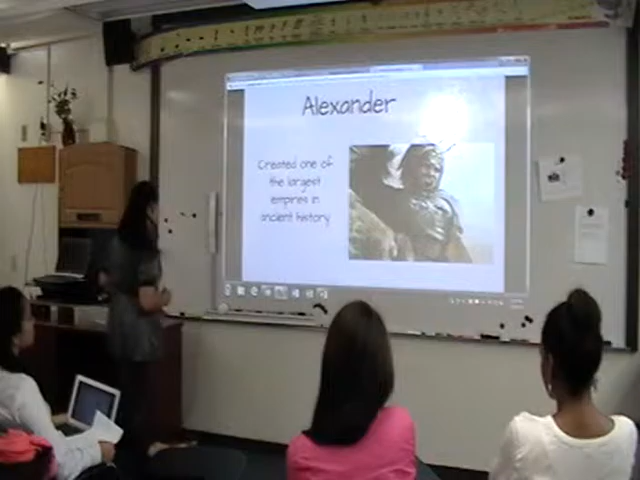 Alexander
Created one of
the largest
empires in
ancient history